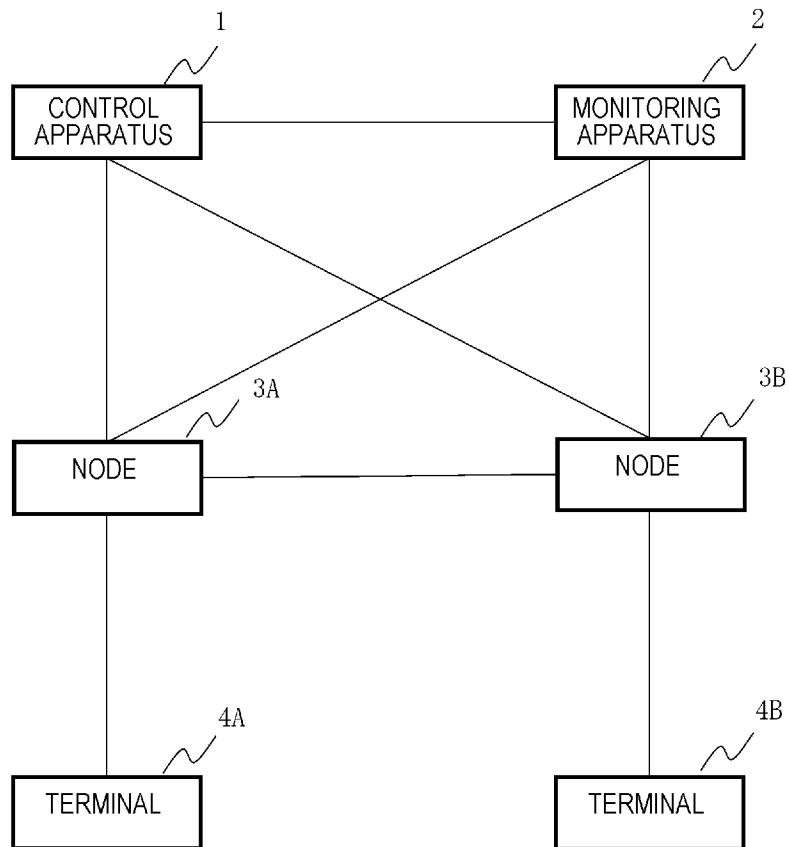 1
2
CONTROL
APPARATUS
MONITORING
APPARATUS
3A
3B
NODE
NODE
4A
4B
TERMINAL
TERMINAL